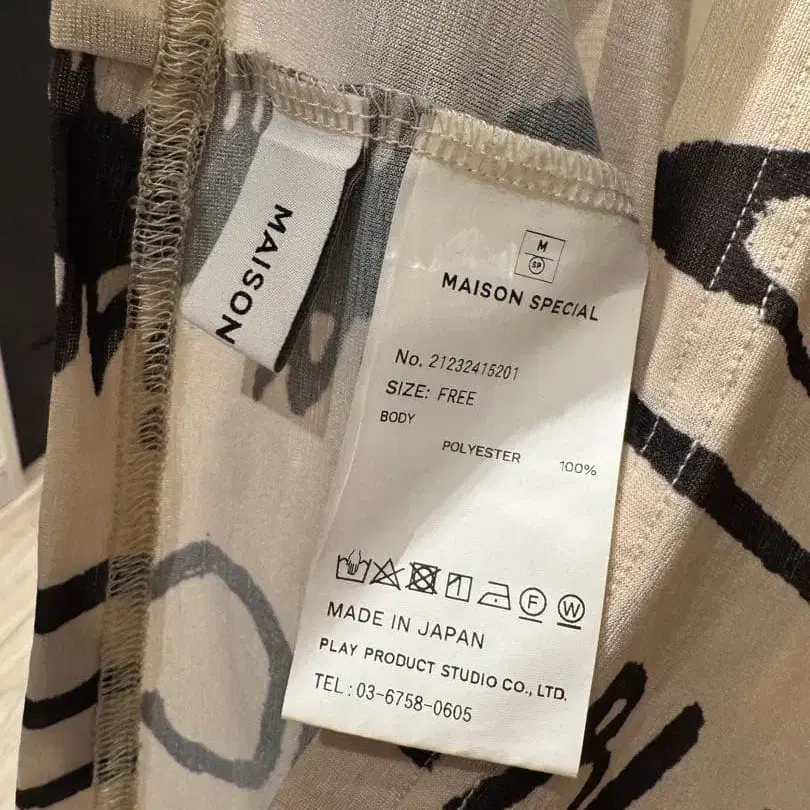 MAISON
M
SP
MAISON SPECIAL
No. 21232415201
SIZE: FREE
BODY
POLYESTER 100%
F W
MADE IN JAPAN
PLAY PRODUCT STUDIO CO., LTD.
TEL : 03-6758-0605